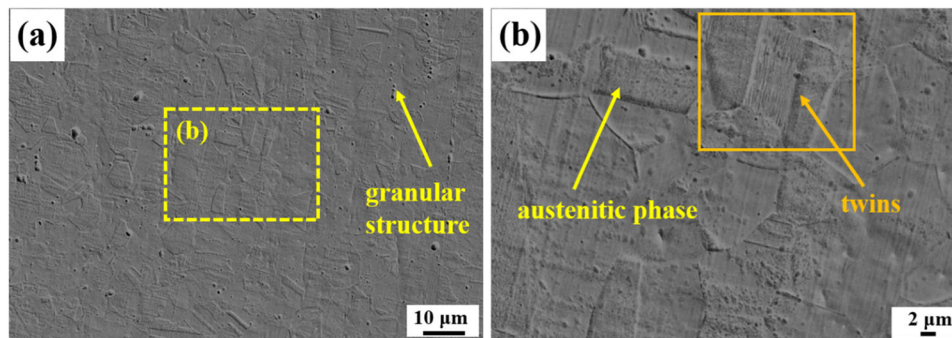 (a)
(b)
granular
structure
10 μm
(b)
austenitic phase
twins
2 μm